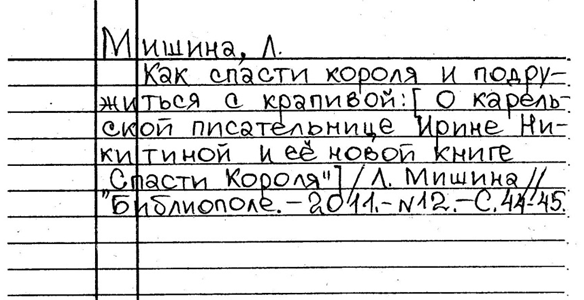 Мишина, Л.
Как спасти короля и подру-
житься с крапивой: [О карель-
ской писательнице Ирине Ни-
китиной и её новой книге
"Спасти Короля"] / Л. Мишина //
Библиополе. - 2011. - N12. - С. 44-45.